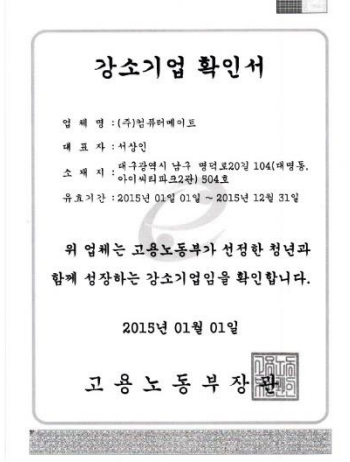 강소기업 확인서
업 체 명 : (주)컴퓨터메이트
대 표 자 : 서상인
소 재 지 : 대구광역시 남구 명덕로20길 104(대명동,
아이씨티파크2관) 504호
유효기간 : 2015년 01월 01일 ~ 2015년 12월 31일
위 업체는 고용노동부가 선정한 청년과
함께 성장하는 강소기업임을 확인합니다.
2015년 01월 01일
고용노동부장관